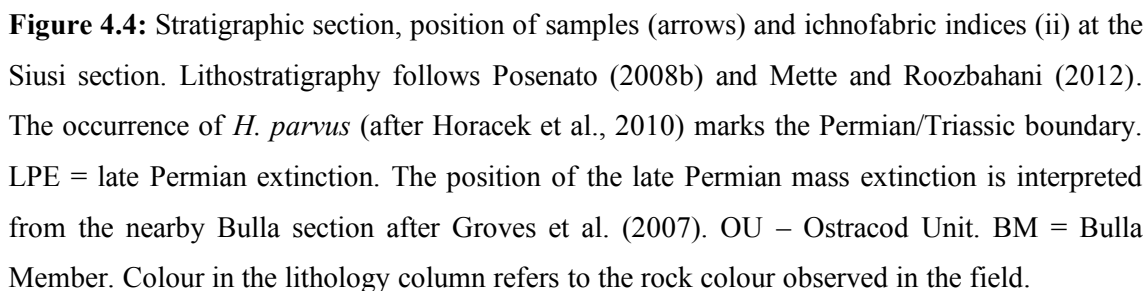 Figure 4.4: Stratigraphic section, position of samples (arrows) and ichnofabric indices (ii) at the
Siusi section. Lithostratigraphy follows Posenato (2008b) and Mette and Roozbahani (2012).
The occurrence of H. parvus (after Horacek et al., 2010) marks the Permian/Triassic boundary.
LPE = late Permian extinction. The position of the late Permian mass extinction is interpreted
from the nearby Bulla section after Groves et al. (2007). OU – Ostracod Unit. BM = Bulla
Member. Colour in the lithology column refers to the rock colour observed in the field.